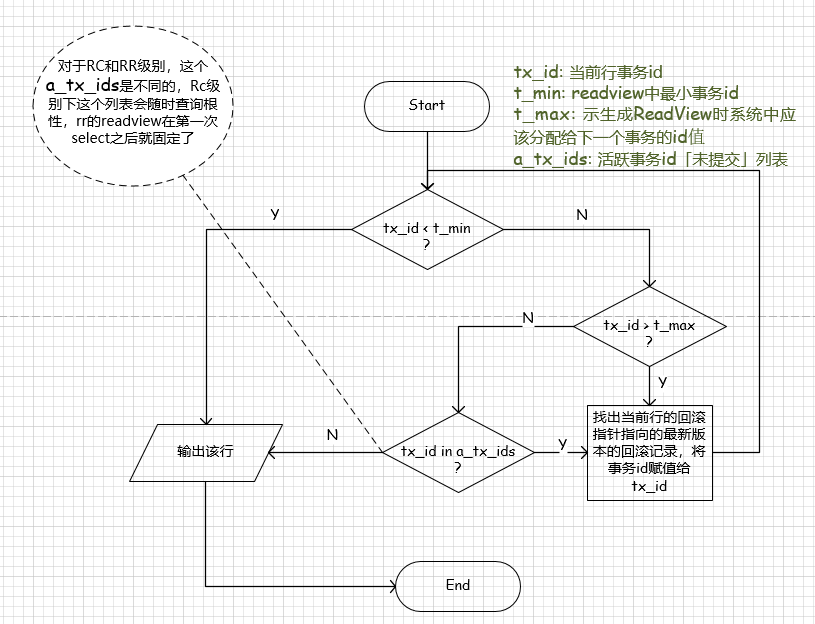 对于RC和RR级别，这个
a_tx_ids是不同的，Rc级
别下这个列表会随时查询根
性，rr的readview在第一次
select之后就固定了
Start
tx_id: 当前行事务id
t_min: readview中最小事务id
t_max: 示生成ReadView时系统中应
该分配给下一个事务的id值
a_tx_ids: 活跃事务id「未提交」列表
Y
tx_id < t_min
?
N
N
tx_id > t_max
?
Y
输出该行
N
tx_id in a_tx_ids
?
Y
找出当前行的回滚
指针指向的最新版
本的回滚记录，将
事务id赋值给
tx_id
End